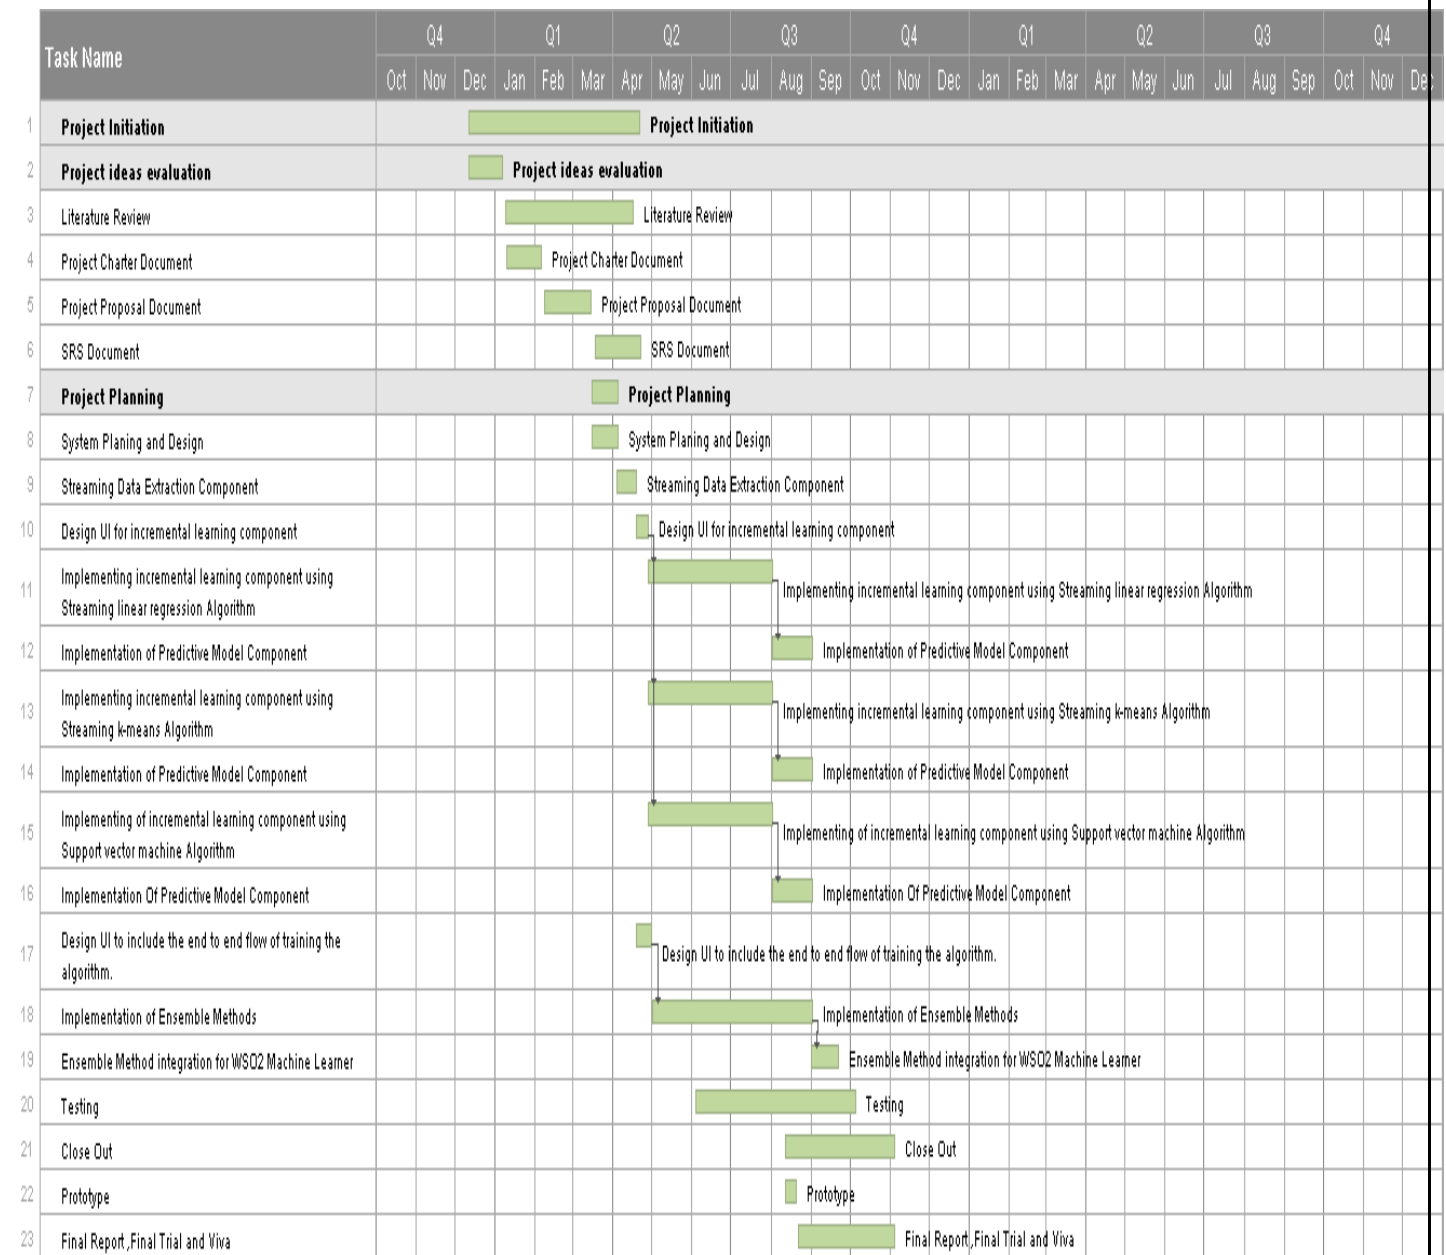 Task Name
Q4 Q1 Q2 Q3 Q4 Q1 Q2 Q3 Q4
Oct Nov Dec Jan Feb Mar Apr May Jun Jul Aug Sep Oct Nov Dec Jan Feb Mar Apr May Jun Jul Aug Sep Oct Nov Dec
1 Project Initiation Project Initiation
2 Project ideas evaluation Project ideas evaluation
3 Literature Review Literature Review
4 Project Charter Document Project Charter Document
5 Project Proposal Document Project Proposal Document
6 SRS Document SRS Document
7 Project Planning Project Planning
8 System Planing and Design System Planing and Design
9 Streaming Data Extraction Component Streaming Data Extraction Component
10 Design UI for incremental learning component Design UI for incremental learning component
11 Implementing incremental learning component using
Streaming linear regression Algorithm
Implementing incremental learning component using Streaming linear regression Algorithm
12 Implementation of Predictive Model Component Implementation of Predictive Model Component
13 Implementing incremental learning component using
Streaming k-means Algorithm
Implementing incremental learning component using Streaming k-means Algorithm
14 Implementation of Predictive Model Component Implementation of Predictive Model Component
15 Implementing of incremental learning component using
Support vector machine Algorithm
Implementing of incremental learning component using Support vector machine Algorithm
16 Implementation Of Predictive Model Component Implementation Of Predictive Model Component
17 Design UI to include the end to end flow of training the
algorithm.
Design UI to include the end to end flow of training the algorithm.
18 Implementation of Ensemble Methods Implementation of Ensemble Methods
19 Ensemble Method integration for WSO2 Machine Learner Ensemble Method integration for WSO2 Machine Learner
20 Testing Testing
21 Close Out Close Out
22 Prototype Prototype
23 Final Report ,Final Trial and Viva Final Report ,Final Trial and Viva